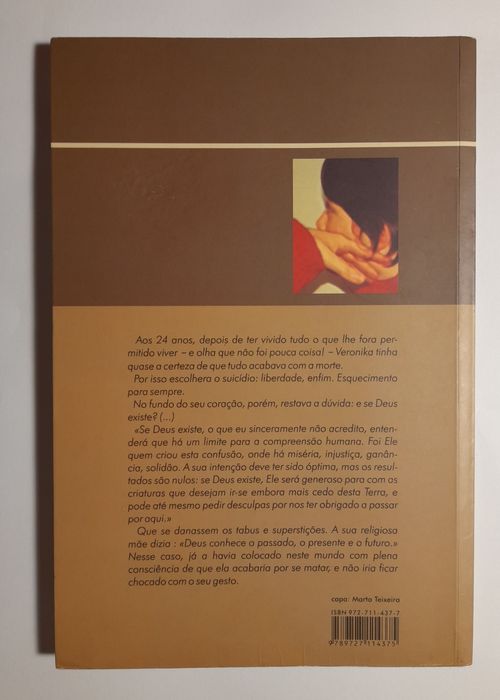 Aos 24 anos, depois de ter vivido tudo o que lhe fora per-
mitido viver – e olha que não foi pouca coisa! – Veronika tinha
quase a certeza de que tudo acabava com a morte.
Por isso escolhera o suicídio: liberdade, enfim. Esquecimento
para sempre.
No fundo do seu coração, porém, restava a dúvida: e se Deus
existe? (...)
«Se Deus existe, o que eu sinceramente não acredito, enten-
derá que há um limite para a compreensão humana. Foi Ele
quem criou esta confusão, onde há miséria, injustiça, ganân-
cia, solidão. A sua intenção deve ter sido óptima, mas os resul-
tados são nulos: se Deus existe, Ele será generoso para com as
criaturas que desejam ir-se embora mais cedo desta Terra, e
pode até mesmo pedir desculpas por nos ter obrigado a passar
por aqui.»
Que se danassem os tabus e superstições. A sua religiosa
mãe dizia : «Deus conhece o passado, o presente e o futuro.»
Nesse caso, já a havia colocado neste mundo com plena
consciência de que ela acabaria por se matar, e não iria ficar
chocado com o seu gesto.
capa: Marta Teixeira
ISBN 972-711-437-7
9789727114375